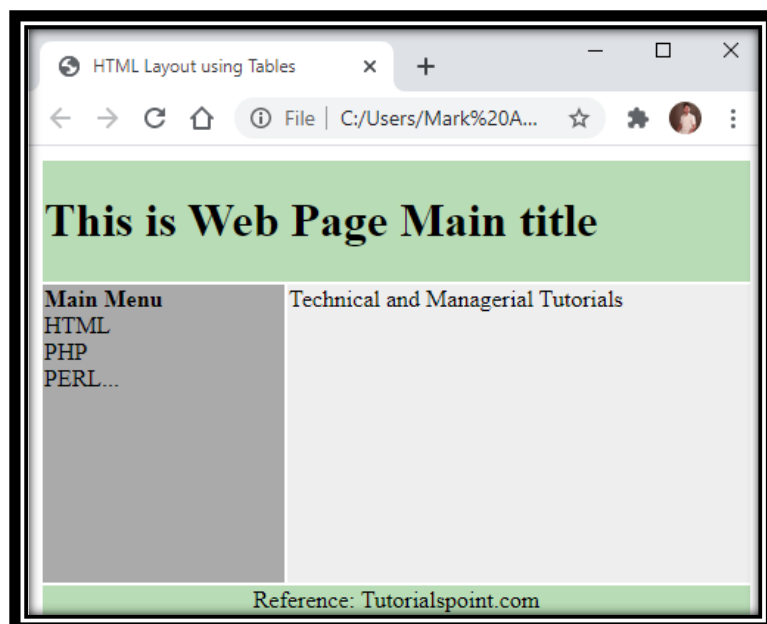 HTML Layout using Tables
File | C:/Users/Mark%20A...
This is Web Page Main title
Main Menu
HTML
PHP
PERL...
Technical and Managerial Tutorials
Reference: Tutorialspoint.com